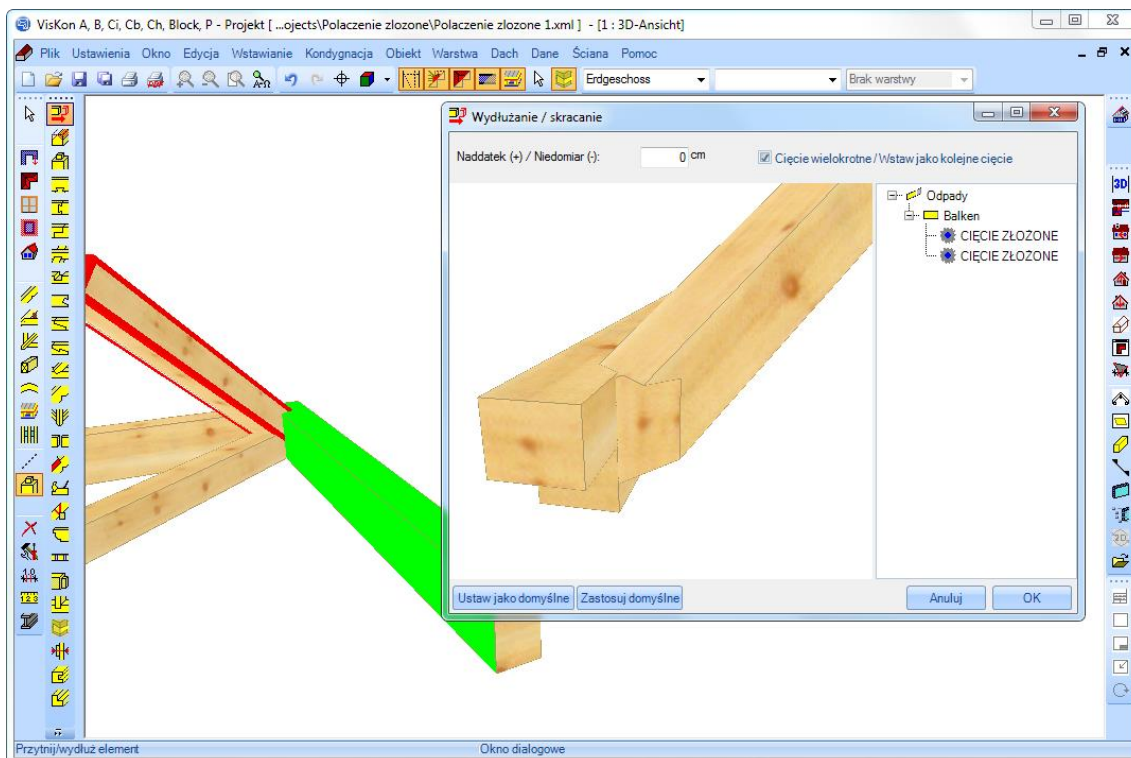 VisKon A, B, Ci, Cb, Ch, Block, P - Projekt [ ...ojects\Polaczenie zlozone\Polaczenie zlozone 1.xml ] - [1 : 3D-Ansicht]
Plik Ustawienia Okno Edycja Wstawianie Kondygnacja Obiekt Warstwa Dach Dane Ściana Pomoc
Erdgeschoss Brak warstwy
Wydłużanie / skracanie
Naddatek (+) / Niedomiar (-): 0 cm Cięcie wielokrotne / Wstaw jako kolejne cięcie
Odpady
Balken
CIĘCIE ZŁOŻONE
CIĘCIE ZŁOŻONE
3D
Ustaw jako domyślne Zastosuj domyślne Anuluj OK
Przytnij/wydłuż element Okno dialogowe